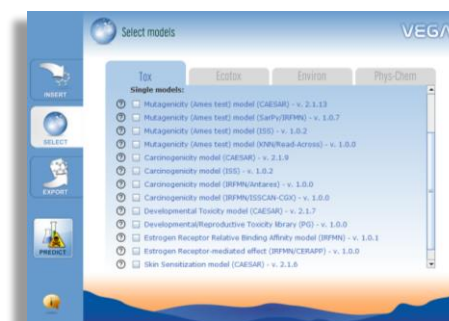 Select models
VEGA
Tox
Ecotox
Environ
Phys-Chem
Single models:
Mutagenicity (Ames test) model (CAESAR) - v. 2.1.13
Mutagenicity (Ames test) model (SarPy/IRFMN) - v. 1.0.7
Mutagenicity (Ames test) model (ISS) - v. 1.0.2
Mutagenicity (Ames test) model (KNN/Read-Across) - v. 1.0.0
Carcinogenicity model (CAESAR) - v. 2.1.9
Carcinogenicity model (ISS) - v. 1.0.2
Carcinogenicity model (IRFMN/Antares) - v. 1.0.0
Carcinogenicity model (IRFMN/ISSCAN-CGX) - v. 1.0.0
Developmental Toxicity model (CAESAR) - v. 2.1.7
Developmental/Reproductive Toxicity library (PG) - v. 1.0.0
Estrogen Receptor Relative Binding Affinity model (IRFMN) - v. 1.0.1
Estrogen Receptor-mediated effect (IRFMN/CERAPP) - v. 1.0.0
Skin Sensitization model (CAESAR) - v. 2.1.6
INSERT
SELECT
EXPORT
PREDICT